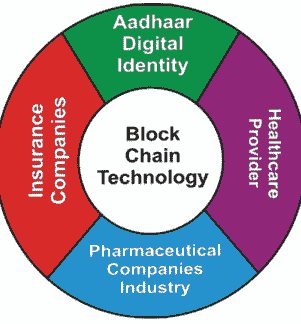 Aadhaar
Digital
Identity
Insurance
Companies
Block
Chain
Technology
Healthcare
Provider
Pharmaceutical
Companies
Industry